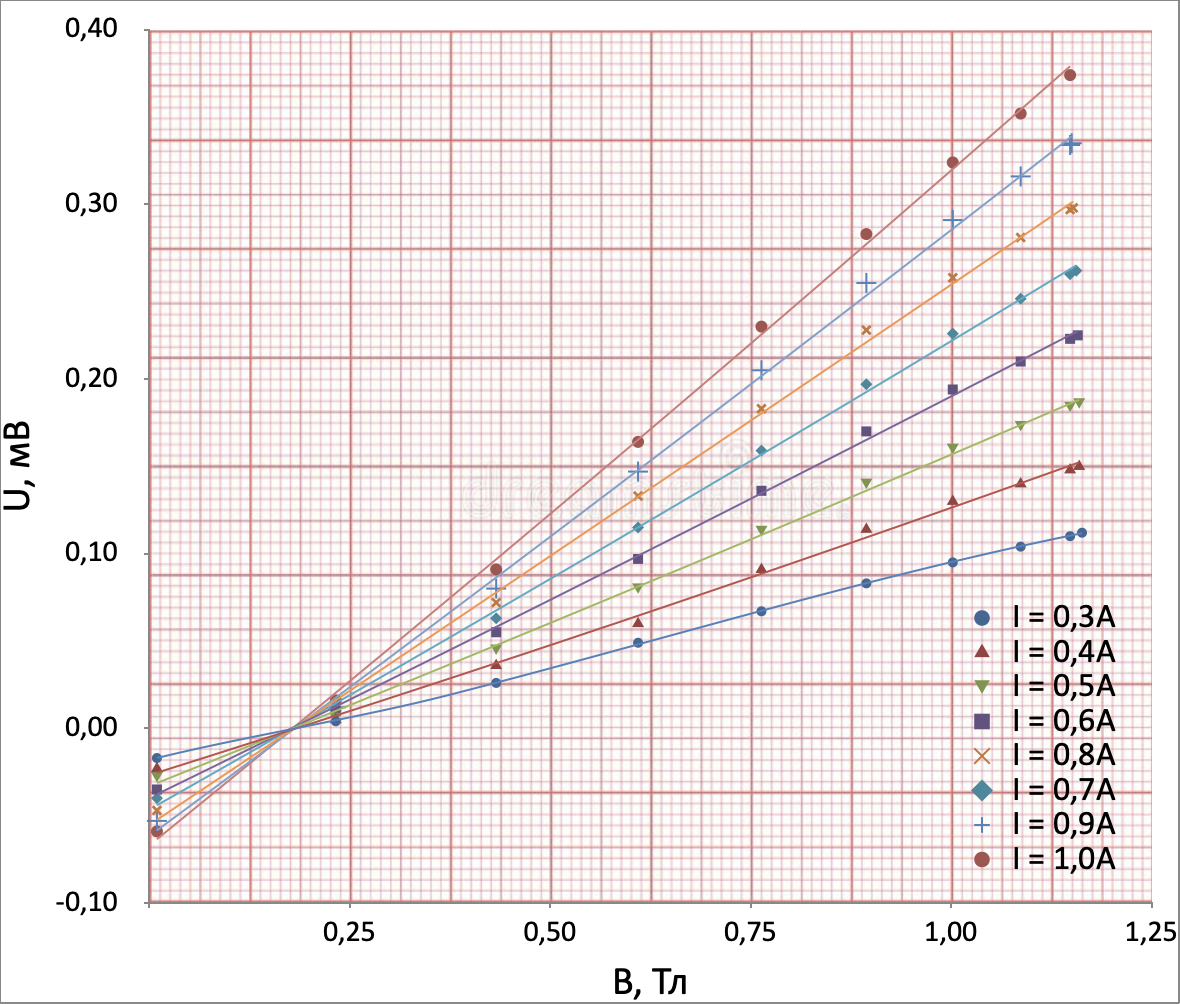 0,40
0,30
0,20
0,10
0,00
-0,10
U, мВ
0,25
0,50
0,75
1,00
1,25
B, Тл
I = 0,3A
I = 0,4A
I = 0,5A
I = 0,6A
I = 0,8A
I = 0,7A
I = 0,9A
I = 1,0A